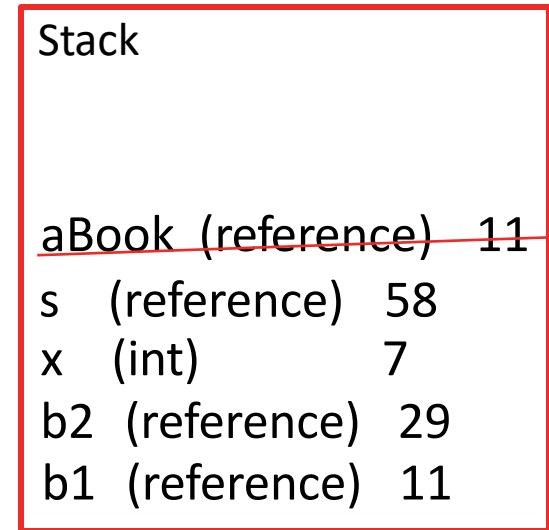 Stack
aBook (reference) 11
s (reference) 58
x (int) 7
b2 (reference) 29
b1 (reference) 11